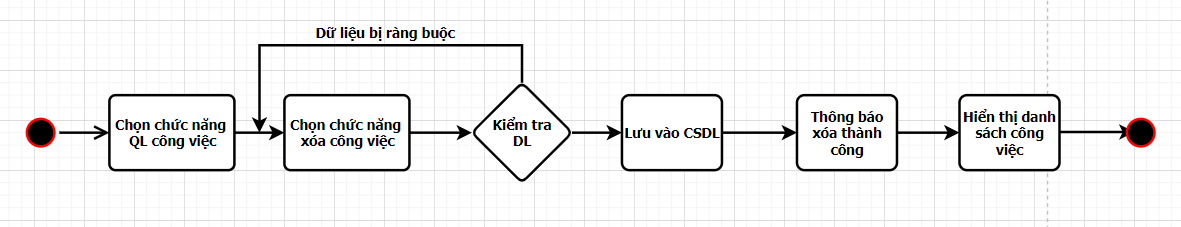 Dữ liệu bị ràng buộc
Chọn chức năng
QL công việc
Chọn chức năng
xóa công việc
Kiểm tra
DL
Lưu vào CSDL
Thông báo
xóa thành
công
Hiển thị danh
sách công
việc